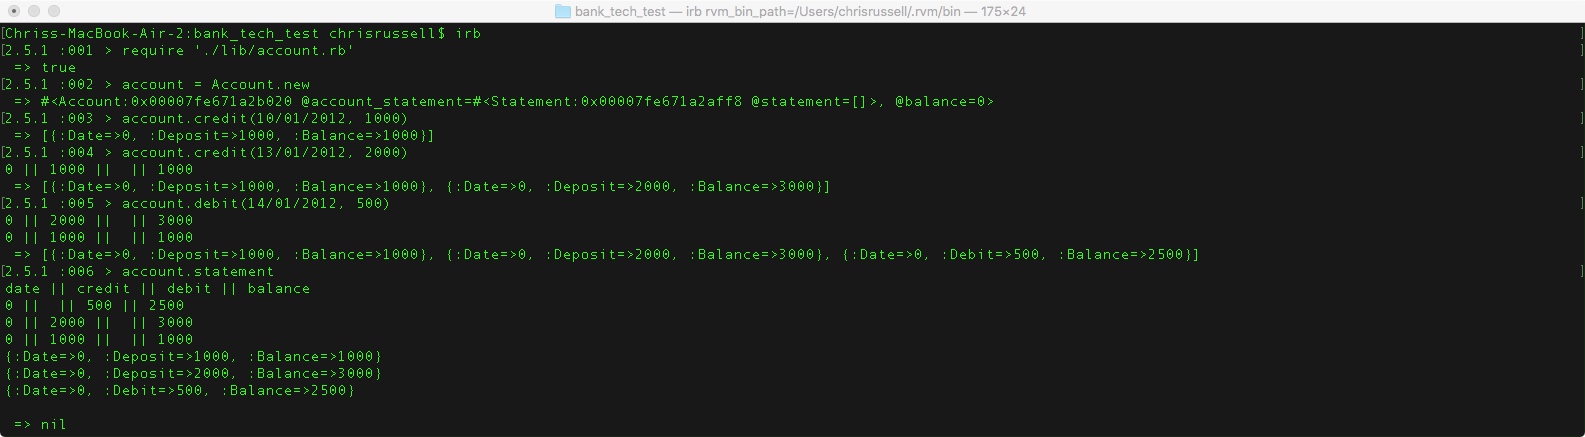 bank_tech_test — irb rvm_bin_path=/Users/chrisrussell/.rvm/bin — 175×24
[Chriss-MacBook-Air-2:bank_tech_test chrisrussell$ irb ]
[2.5.1 :001 > require './lib/account.rb' ]
 => true
[2.5.1 :002 > account = Account.new ]
 => #<Account:0x00007fe671a2b020 @account_statement=#<Statement:0x00007fe671a2aff8 @statement=[]>, @balance=0>
[2.5.1 :003 > account.credit(10/01/2012, 1000) ]
 => [{:Date=>0, :Deposit=>1000, :Balance=>1000}]
[2.5.1 :004 > account.credit(13/01/2012, 2000) ]
0 || 1000 ||  || 1000
 => [{:Date=>0, :Deposit=>1000, :Balance=>1000}, {:Date=>0, :Deposit=>2000, :Balance=>3000}]
[2.5.1 :005 > account.debit(14/01/2012, 500) ]
0 || 2000 ||  || 3000
0 || 1000 ||  || 1000
 => [{:Date=>0, :Deposit=>1000, :Balance=>1000}, {:Date=>0, :Deposit=>2000, :Balance=>3000}, {:Date=>0, :Debit=>500, :Balance=>2500}]
[2.5.1 :006 > account.statement ]
date || credit || debit || balance
0 ||  || 500 || 2500
0 || 2000 ||  || 3000
0 || 1000 ||  || 1000
{:Date=>0, :Deposit=>1000, :Balance=>1000}
{:Date=>0, :Deposit=>2000, :Balance=>3000}
{:Date=>0, :Debit=>500, :Balance=>2500}
 => nil